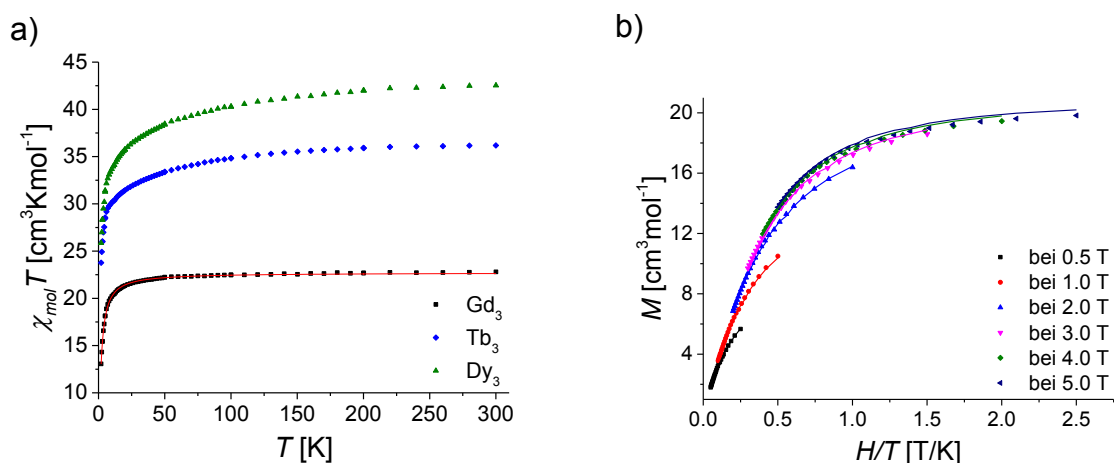 a)
χmolT [cm³Kmol⁻¹]
45
40
35
30
25
20
15
10
Gd₃
Tb₃
Dy₃
0 50 100 150 200 250 300
T [K]
b)
M [cm³mol⁻¹]
20
16
12
8
4
bei 0.5 T
bei 1.0 T
bei 2.0 T
bei 3.0 T
bei 4.0 T
bei 5.0 T
0.0 0.5 1.0 1.5 2.0 2.5
H/T [T/K]